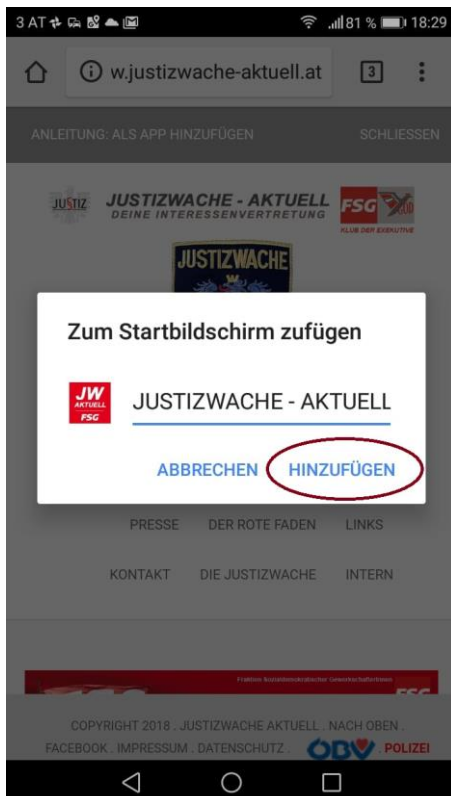 3 AT 81 % 18:29
w.justizwache-aktuell.at 3
ANLEITUNG: ALS APP HINZUFÜGEN SCHLIESSEN
JUSTIZ JUSTIZWACHE - AKTUELL FSG GÖD
DEINE INTERESSENVERTRETUNG
KLUB DER EXEKUTIVE
JUSTIZWACHE
Zum Startbildschirm zufügen
JW
AKTUELL
FSG
JUSTIZWACHE - AKTUELL
ABBRECHEN HINZUFÜGEN
PRESSE DER ROTE FADEN LINKS
KONTAKT DIE JUSTIZWACHE INTERN
Fraktion Sozialdemokratischer GewerkschafterInnen
FSG
COPYRIGHT 2018 . JUSTIZWACHE AKTUELL . NACH OBEN .
FACEBOOK . IMPRESSUM . DATENSCHUTZ . ÖBV . POLIZEI